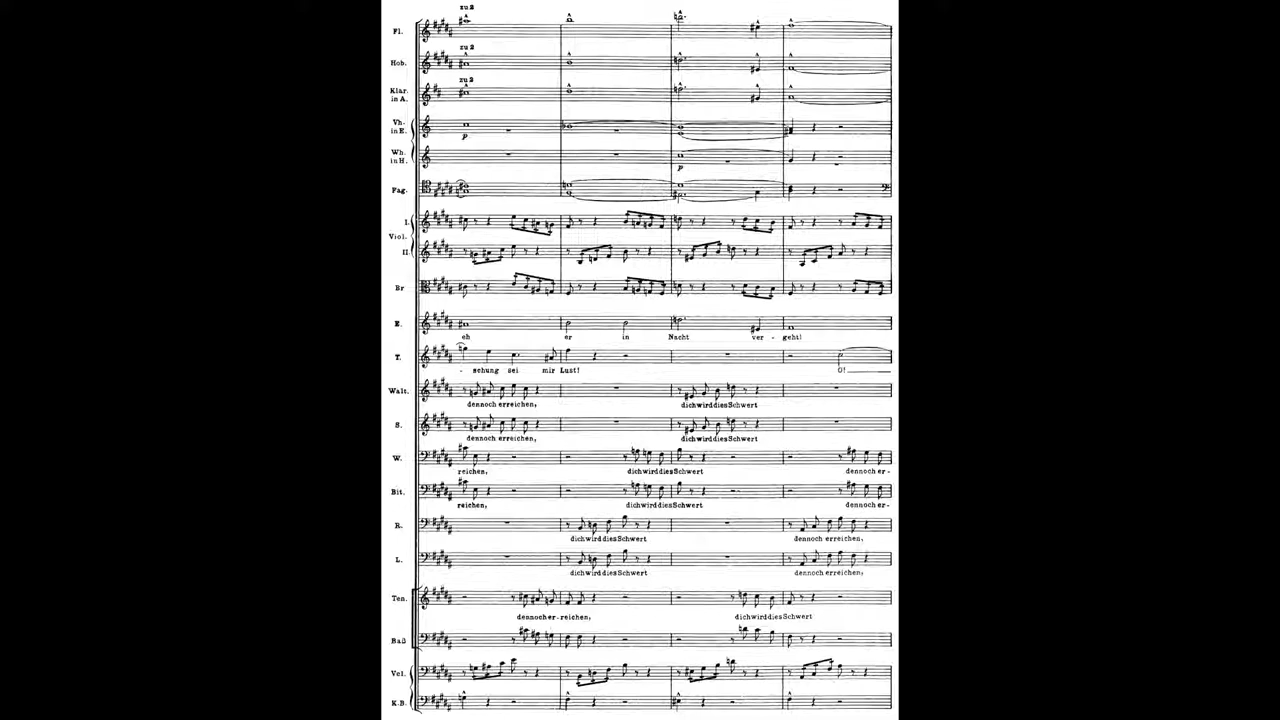 zu 2
Fl.
zu 2
Hob.
zu 2
Klar.
in A.
Vh.
in E.
p
Wh.
in H.
p
Fag.
I.
Viol.
II.
Br
E.
eh er in Nacht ver - geht!
T.
- schung sei mir Lust! O!
Walt.
dennoch erreichen, dich wird dies Schwert
S.
dennoch erreichen, dich wird dies Schwert
W.
reichen, dich wird dies Schwert dennoch er-
Bit.
reichen, dich wird dies Schwert dennoch er-
R.
dich wird dies Schwert dennoch erreichen,
L.
dich wird dies Schwert dennoch erreichen,
Ten.
dennoch er-reichen, dich wird dies Schwert
Baß
Vcl.
K.B.